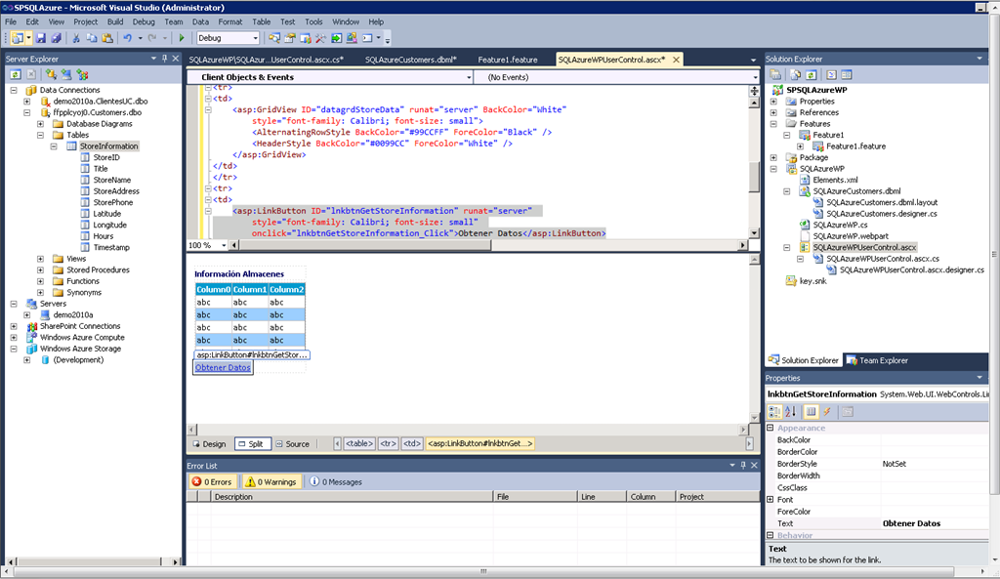 SPSQLAzure - Microsoft Visual Studio (Administrator)
File Edit View Project Build Debug Team Data Format Table Test Tools Window Help
Debug
Server Explorer
Data Connections
demo2010a.ClientesUC.dbo
ffpplcyoj0.Customers.dbo
Database Diagrams
Tables
StoreInformation
StoreID
Title
StoreName
StoreAddress
StorePhone
Latitude
Longitude
Hours
Timestamp
Views
Stored Procedures
Functions
Synonyms
Servers
demo2010a
SharePoint Connections
Windows Azure Compute
Windows Azure Storage
(Development)
SQLAzureWP\SQLAzur...UserControl.ascx.cs* SQLAzureCustomers.dbml* Feature1.feature SQLAzureWPUserControl.ascx*
Client Objects & Events (No Events)
<tr>
<td>
<asp:GridView ID="datagrdStoreData" runat="server" BackColor="White"
style="font-family: Calibri; font-size: small">
<AlternatingRowStyle BackColor="#99CCFF" ForeColor="Black" />
<HeaderStyle BackColor="#0099CC" ForeColor="White" />
</asp:GridView>
</td>
</tr>
<tr>
<td>
<asp:LinkButton ID="lnkbtnGetStoreInformation" runat="server"
style="font-family: Calibri; font-size: small"
onclick="lnkbtnGetStoreInformation_Click">Obtener Datos</asp:LinkButton>
100 %
Información Almacenes
Column0 Column1 Column2
abc abc abc
abc abc abc
abc abc abc
abc abc abc
asp:LinkButton#lnkbtnGetStor...
Obtener Datos
Design Split Source <table> <tr> <td> <asp:LinkButton#lnkbtnGet...>
Error List
0 Errors 0 Warnings 0 Messages
Description File Line Column Project
Solution Explorer
SPSQLAzureWP
Properties
References
Features
Feature1
Feature1.feature
Package
SQLAzureWP
Elements.xml
SQLAzureCustomers.dbml
SQLAzureCustomers.dbml.layout
SQLAzureCustomers.designer.cs
SQLAzureWP.cs
SQLAzureWP.webpart
SQLAzureWPUserControl.ascx
SQLAzureWPUserControl.ascx.cs
SQLAzureWPUserControl.ascx.designer.cs
key.snk
Solution Explorer Team Explorer
Properties
lnkbtnGetStoreInformation System.Web.UI.WebControls.Lin
Appearance
BackColor
BorderColor
BorderStyle NotSet
BorderWidth
CssClass
Font
ForeColor
Text Obtener Datos
Behavior
Text
The text to be shown for the link.